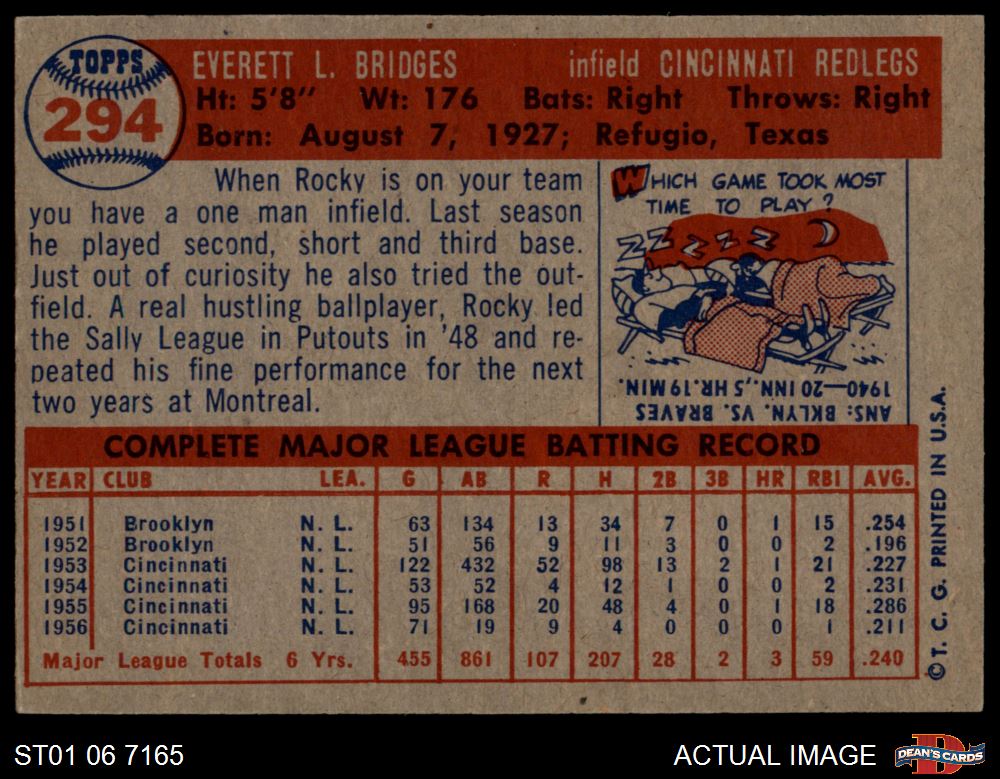 TOPPS
294
EVERETT L. BRIDGES infield CINCINNATI REDLEGS
Ht: 5'8" Wt: 176 Bats: Right Throws: Right
Born: August 7, 1927; Refugio, Texas
When Rocky is on your team
you have a one man infield. Last season
he played second, short and third base.
Just out of curiosity he also tried the out-
field. A real hustling ballplayer, Rocky led
the Sally League in Putouts in '48 and re-
peated his fine performance for the next
two years at Montreal.
WHICH GAME TOOK MOST
TIME TO PLAY?
ZZ Z Z Z Z
ANS: BKLYN. VS. BRAVES
1940—20 INN., 5 HR. 19 MIN.
COMPLETE MAJOR LEAGUE BATTING RECORD
YEAR CLUB LEA. G AB R H 2B 3B HR RBI AVG.
1951 Brooklyn N. L. 63 134 13 34 7 0 1 15 .254
1952 Brooklyn N. L. 51 56 9 11 3 0 0 2 .196
1953 Cincinnati N. L. 122 432 52 98 13 2 1 21 .227
1954 Cincinnati N. L. 53 52 4 12 1 0 0 2 .231
1955 Cincinnati N. L. 95 168 20 48 4 0 1 18 .286
1956 Cincinnati N. L. 71 19 9 4 0 0 0 1 .211
Major League Totals 6 Yrs. 455 861 107 207 28 2 3 59 .240
© T. C. G. PRINTED IN U.S.A.
ST01 06 7165 ACTUAL IMAGE
D
DEAN'S CARDS